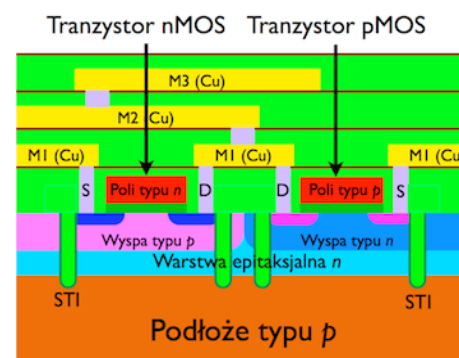 Tranzystor nMOS Tranzystor pMOS
M3 (Cu)
M2 (Cu)
M1 (Cu) M1 (Cu) M1 (Cu)
S Poli typu n D D Poli typu p S
Wyspa typu p Wyspa typu n
Warstwa epitaksjalna n
STI STI
Podłoże typu p